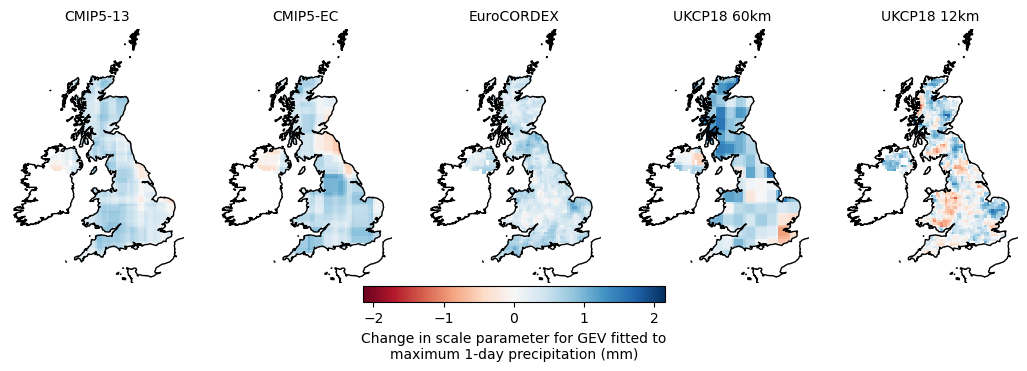 CMIP5-13
CMIP5-EC
EuroCORDEX
UKCP18 60km
UKCP18 12km
−2
−1
0
1
2
Change in scale parameter for GEV fitted to
maximum 1-day precipitation (mm)